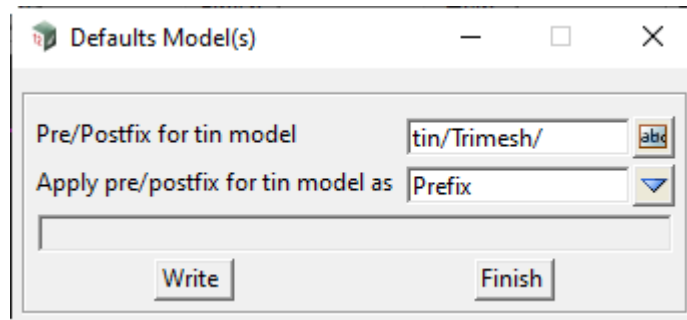 Defaults Model(s)
Pre/Postfix for tin model tin/Trimesh/ abc
Apply pre/postfix for tin model as Prefix
Write Finish